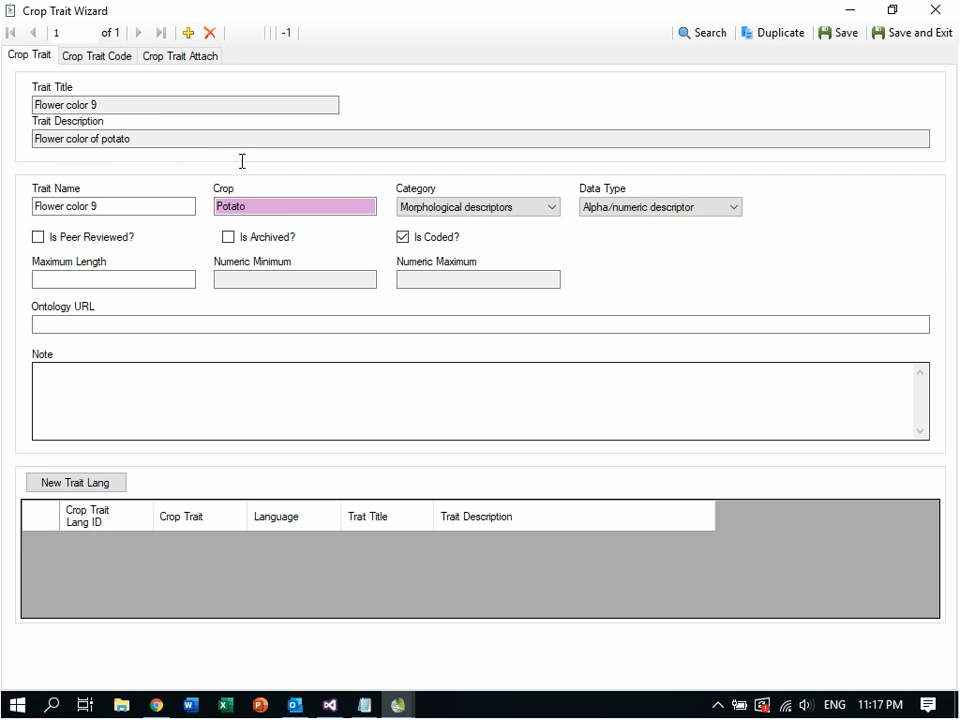 Crop Trait Wizard
1 of 1 -1 Search Duplicate Save Save and Exit
Crop Trait Crop Trait Code Crop Trait Attach
Trait Title
Flower color 9
Trait Description
Flower color of potato
Trait Name Crop Category Data Type
Flower color 9 Potato Morphological descriptors Alpha/numeric descriptor
Is Peer Reviewed? Is Archived? Is Coded?
Maximum Length Numeric Minimum Numeric Maximum
Ontology URL
Note
New Trait Lang
Crop Trait Lang ID Crop Trait Language Trat Title Trait Description
ENG 11:17 PM